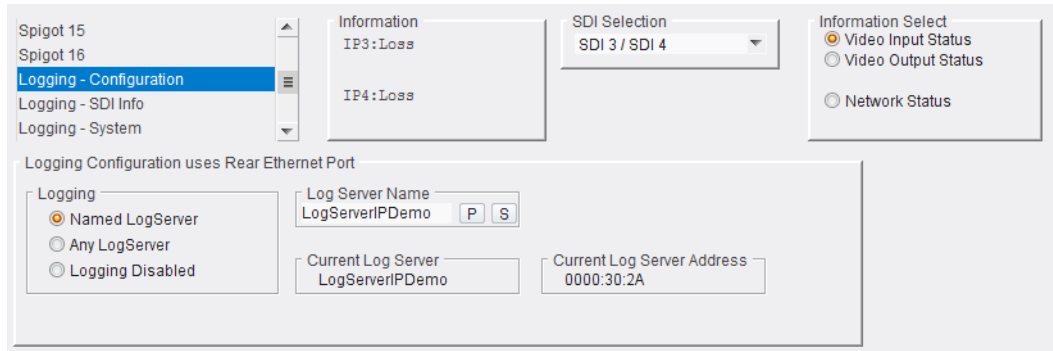 Spigot 15
Spigot 16
Logging - Configuration
Logging - SDI Info
Logging - System
Information
IP3:Loss
IP4:Loss
SDI Selection
SDI 3 / SDI 4
Information Select
Video Input Status
Video Output Status
Network Status
Logging Configuration uses Rear Ethernet Port
Logging
Named LogServer
Any LogServer
Logging Disabled
Log Server Name
LogServerIPDemo P S
Current Log Server
LogServerIPDemo
Current Log Server Address
0000:30:2A